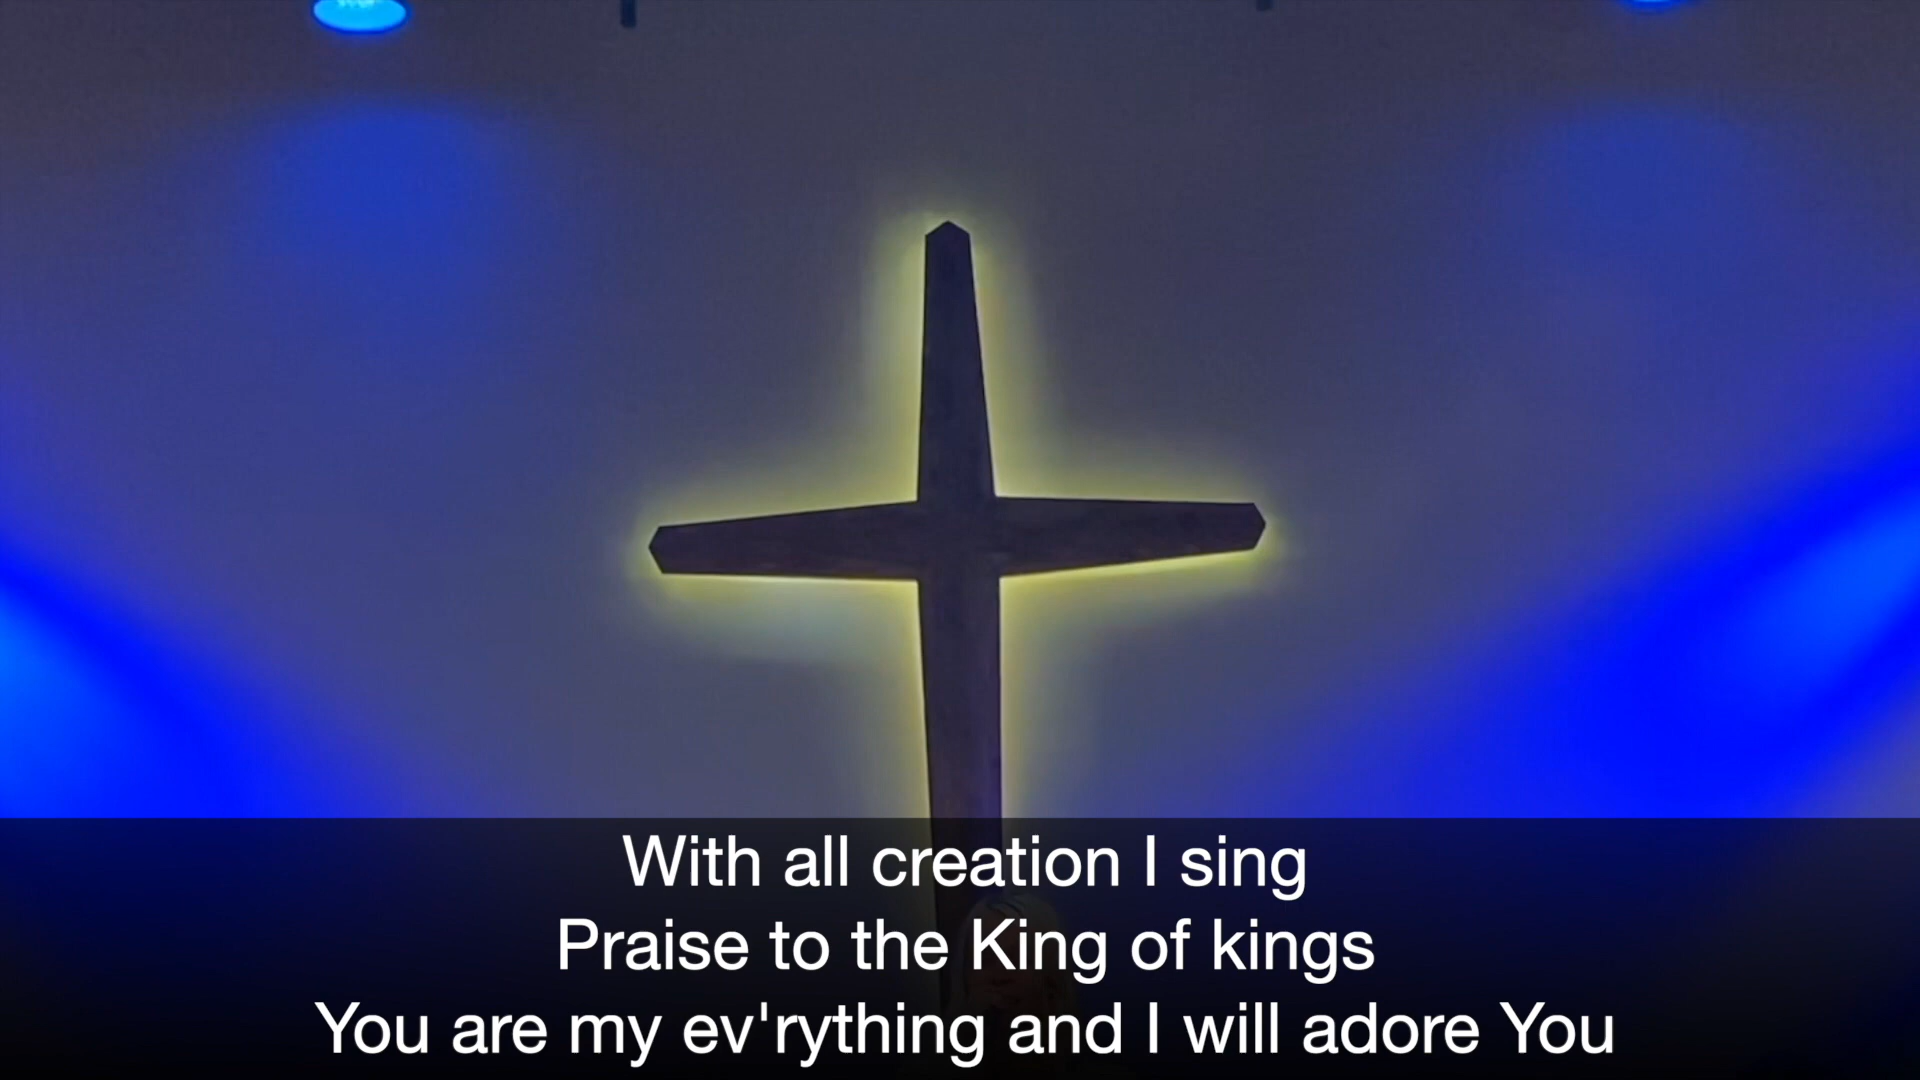 With all creation I sing
Praise to the King of kings
You are my ev'rything and I will adore You